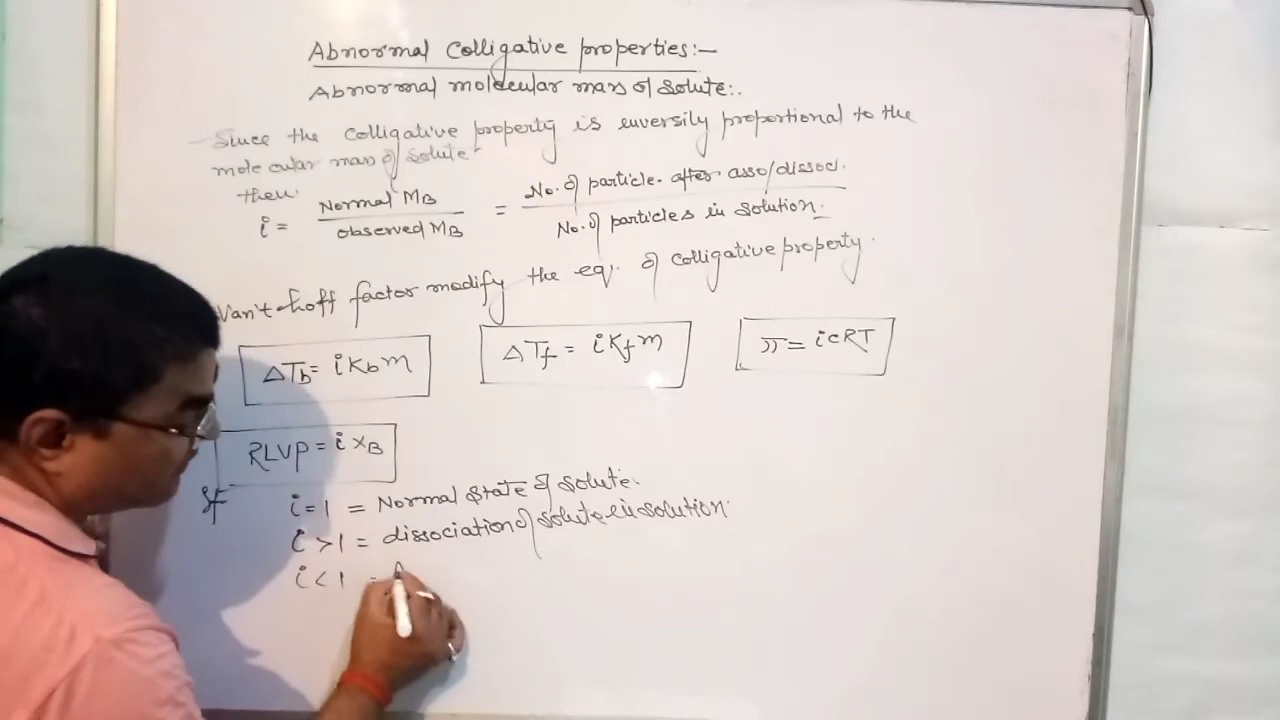 Abnormal Colligative properties:-
Abnormal molecular mass of solute:.
Since the Colligative property is inversily proportional to the
molecular mass of solute.
then.
i = Normal MB / observed MB = No. of particle. after asso/dissoci. / No. of particles in solution.
Van't hoff factor modify the eq. of Colligative property.
ΔTb = iKbm
ΔTf = iKfm
π = icRT
RLVP = i xB
If i=1 = Normal State of solute.
i>1 = dissociation of solute in solution.
i<1 = A